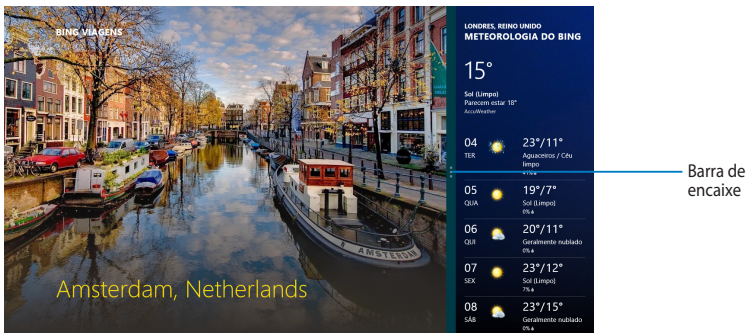 BING VIAGENS
Amsterdam, Netherlands
LONDRES, REINO UNIDO
METEOROLOGIA DO BING
15°
Sol (Limpo)
Parecem estar 18°
AccuWeather
04
TER
23°/11°
Aguaceiros / Céu
limpo
05
QUA
19°/7°
Sol (Limpo)
0%
06
QUI
20°/11°
Geralmente nublado
0%
07
SEX
23°/12°
Sol (Limpo)
7%
08
SÁB
23°/15°
Geralmente nublado
0%
Barra de
encaixe